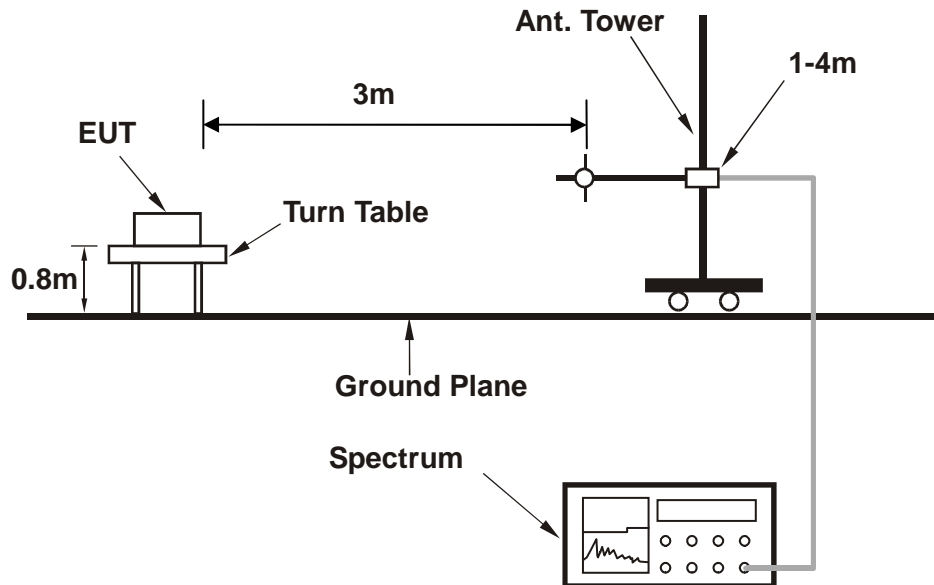 Ant. Tower
1-4m
3m
EUT
Turn Table
0.8m
Ground Plane
Spectrum